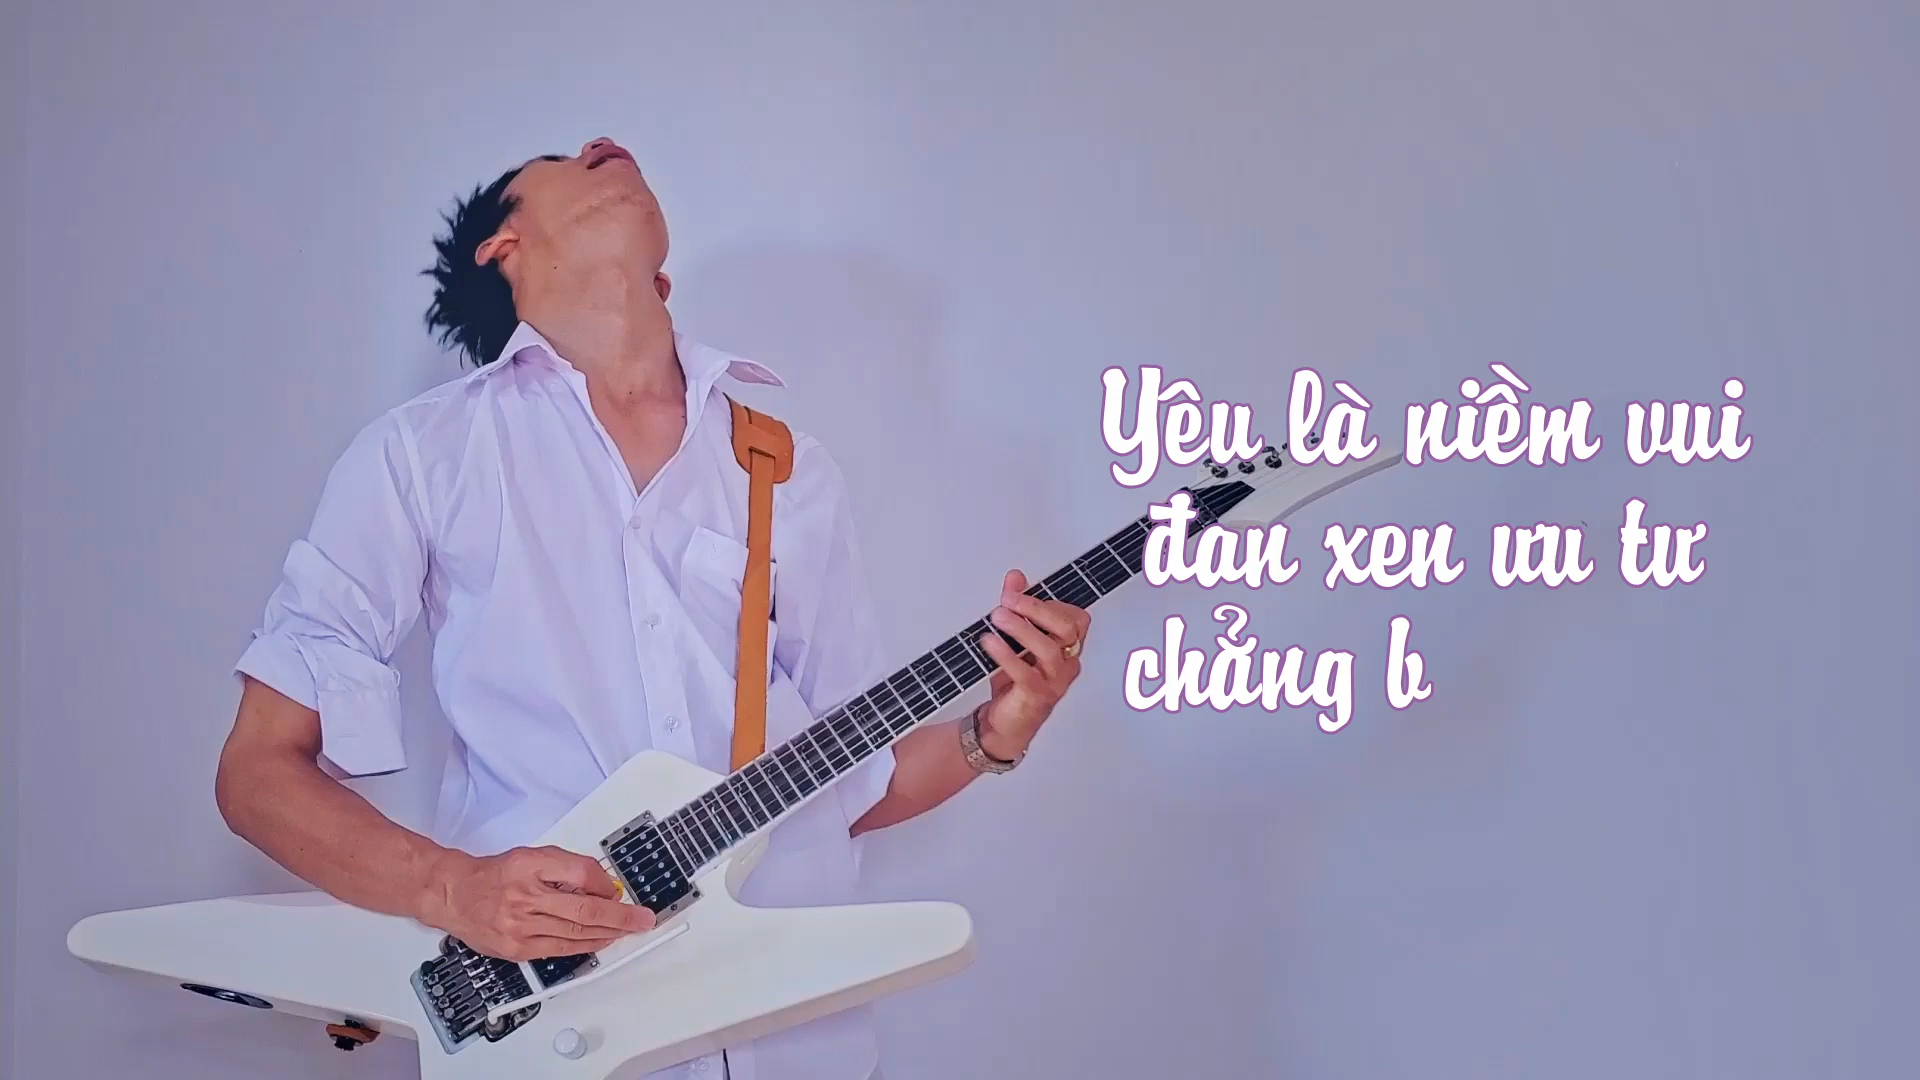 Yêu là niềm vui
đan xen ưu tư
chẳng b